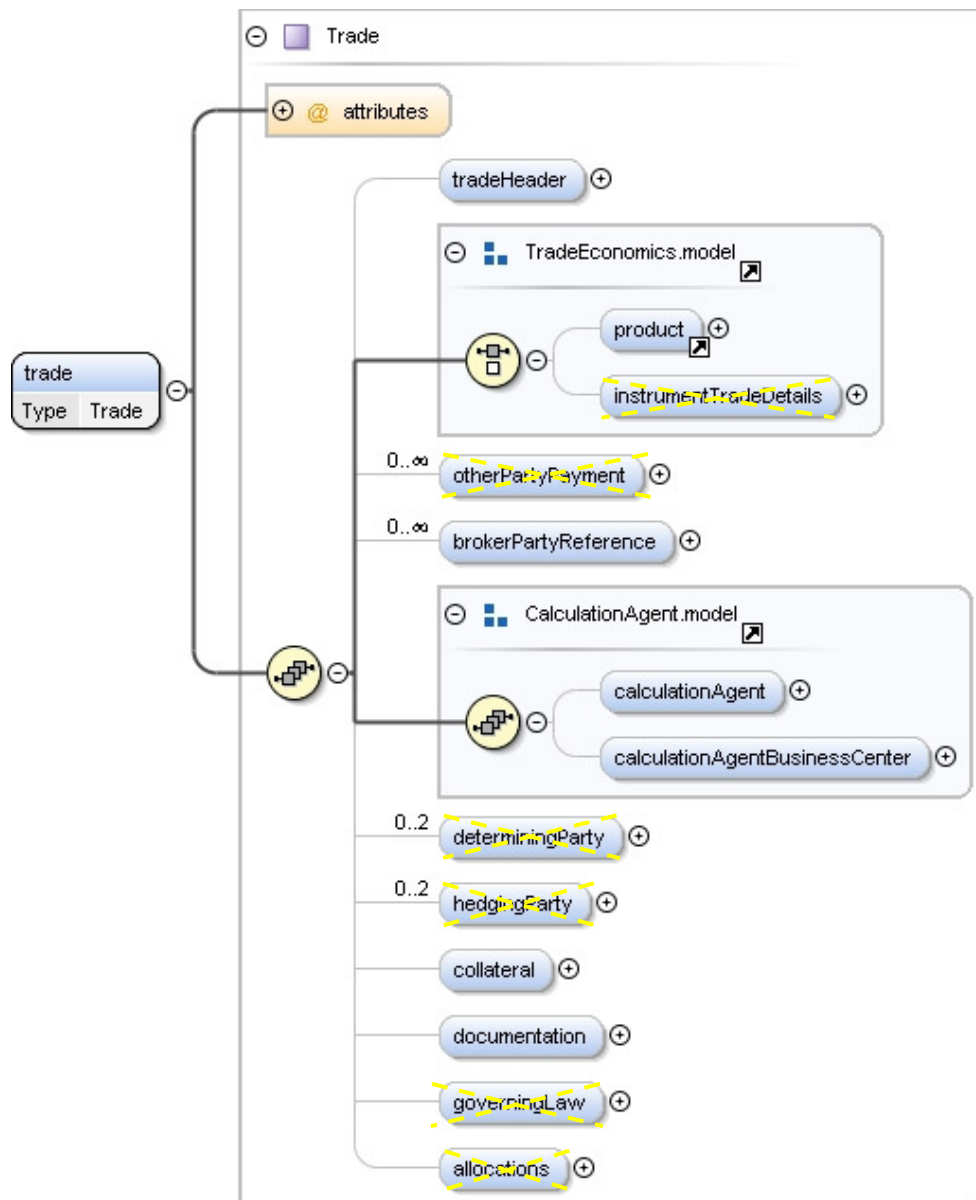 Trade
@ attributes
tradeHeader
TradeEconomics.model
product
trade
instrumentTradeDetails
Type Trade
0..∞
otherPartyPayment
0..∞
brokerPartyReference
CalculationAgent.model
calculationAgent
calculationAgentBusinessCenter
0..2
determiningParty
0..2
hedgingParty
collateral
documentation
governingLaw
allocations